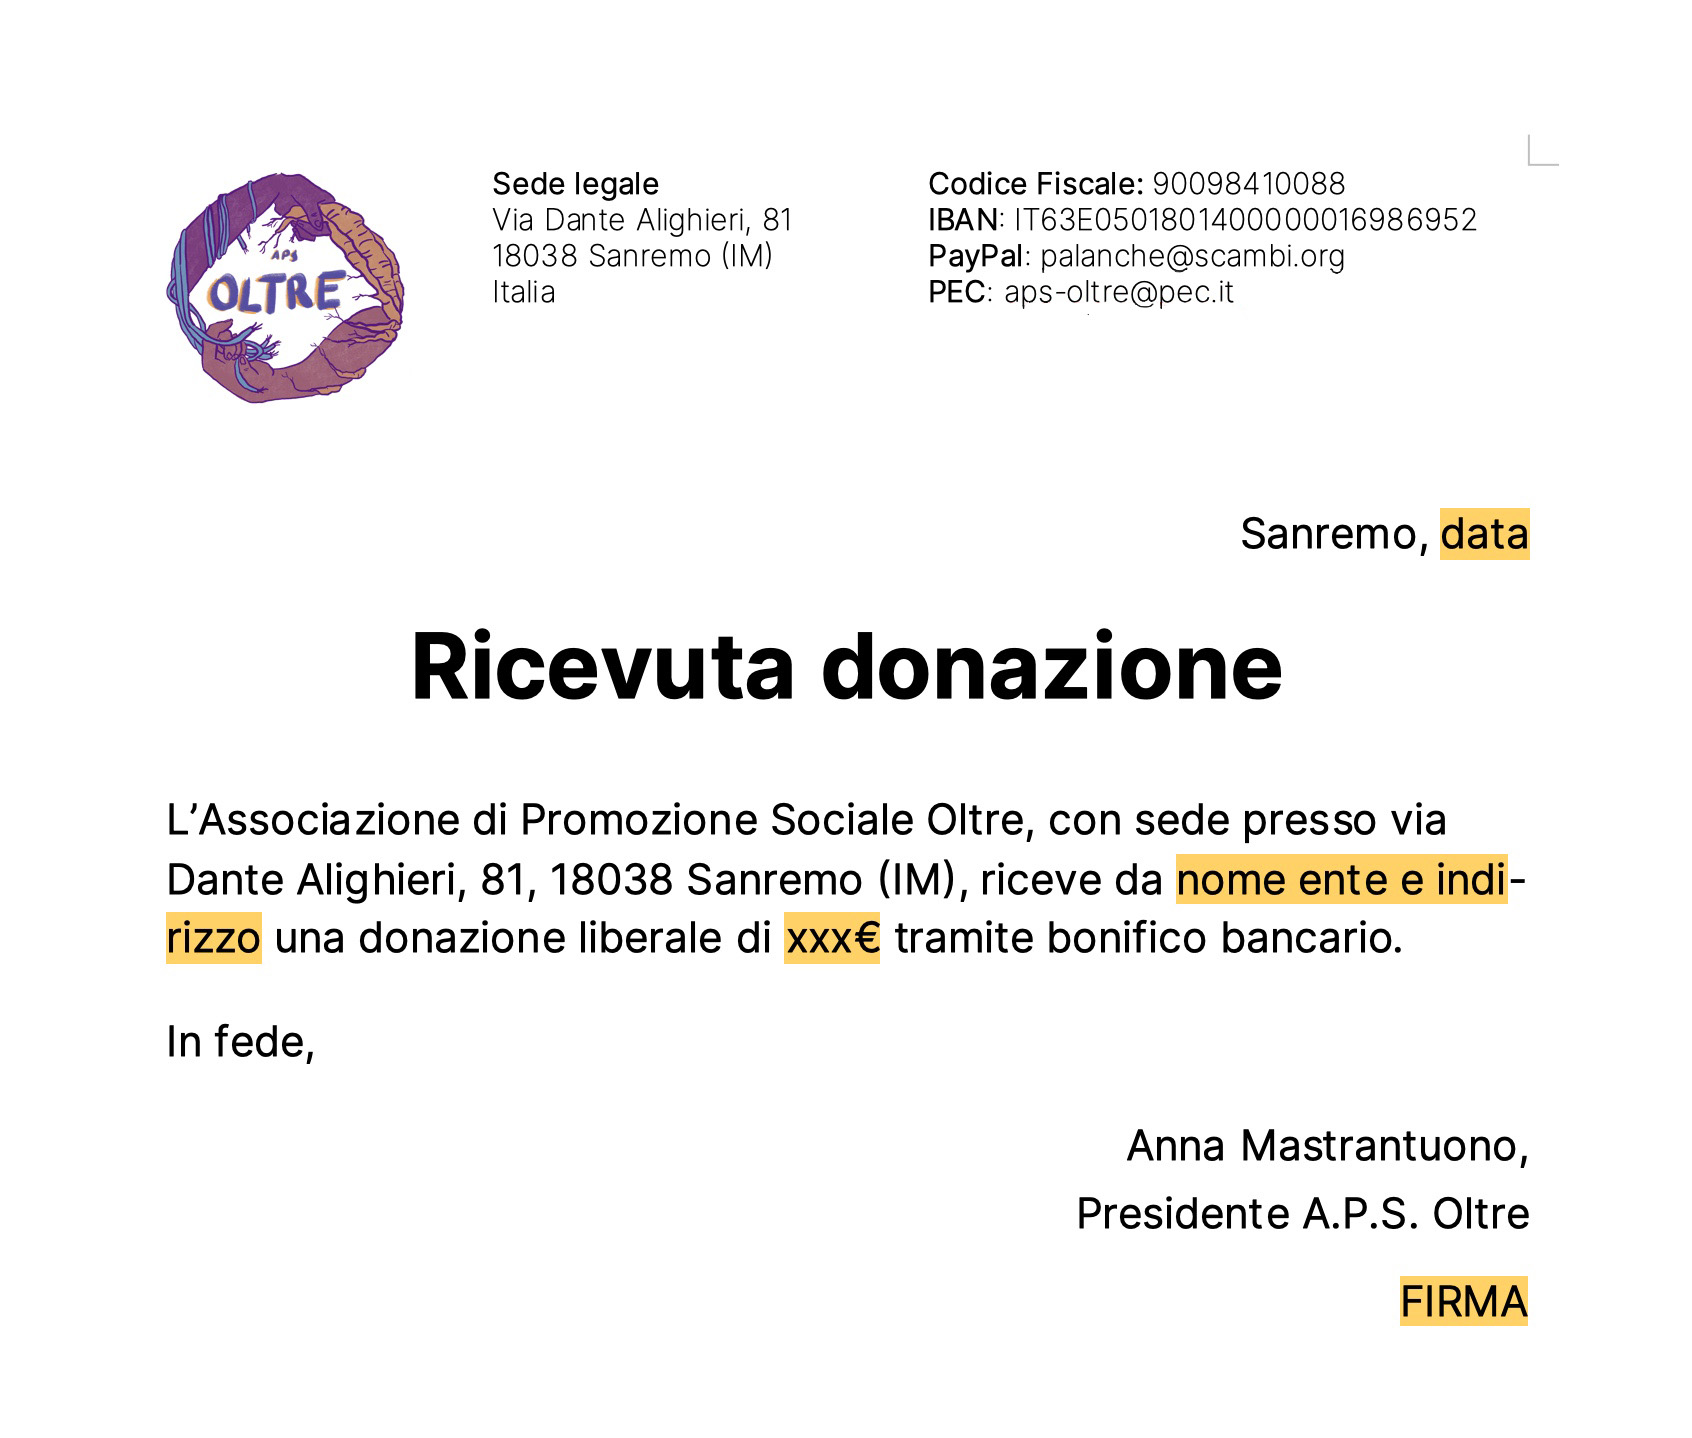 APS
OLTRE
Sede legale
Via Dante Alighieri, 81
18038 Sanremo (IM)
Italia
Codice Fiscale: 90098410088
IBAN: IT63E0501801400000016986952
PayPal: palanche@scambi.org
PEC: aps-oltre@pec.it
Sanremo, data
Ricevuta donazione
L’Associazione di Promozione Sociale Oltre, con sede presso via
Dante Alighieri, 81, 18038 Sanremo (IM), riceve da nome ente e indi-
rizzo una donazione liberale di xxx€ tramite bonifico bancario.
In fede,
Anna Mastrantuono,
Presidente A.P.S. Oltre
FIRMA